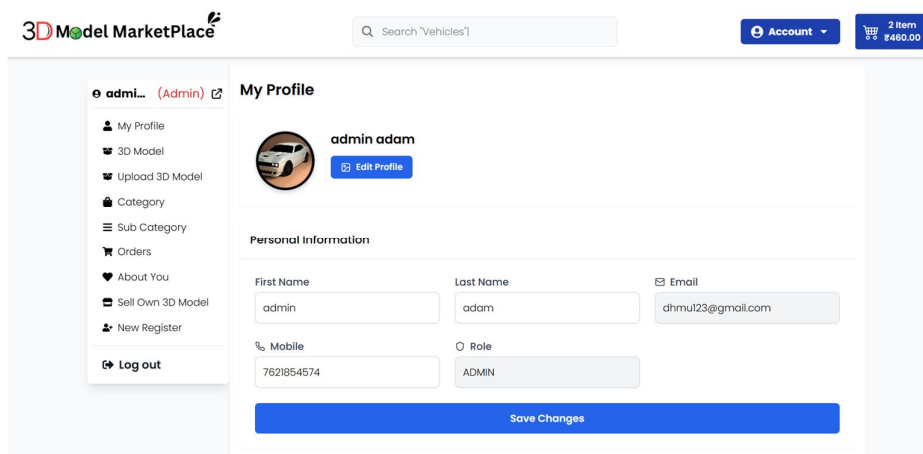 3D Model MarketPlace
Search "Vehicles"|
Account
2 Item
₹460.00
admi... (Admin)
My Profile
3D Model
Upload 3D Model
Category
Sub Category
Orders
About You
Sell Own 3D Model
New Register
Log out
My Profile
admin adam
Edit Profile
Personal Information
First Name
Last Name
Email
admin
adam
dhmu123@gmail.com
Mobile
Role
7621854574
ADMIN
Save Changes